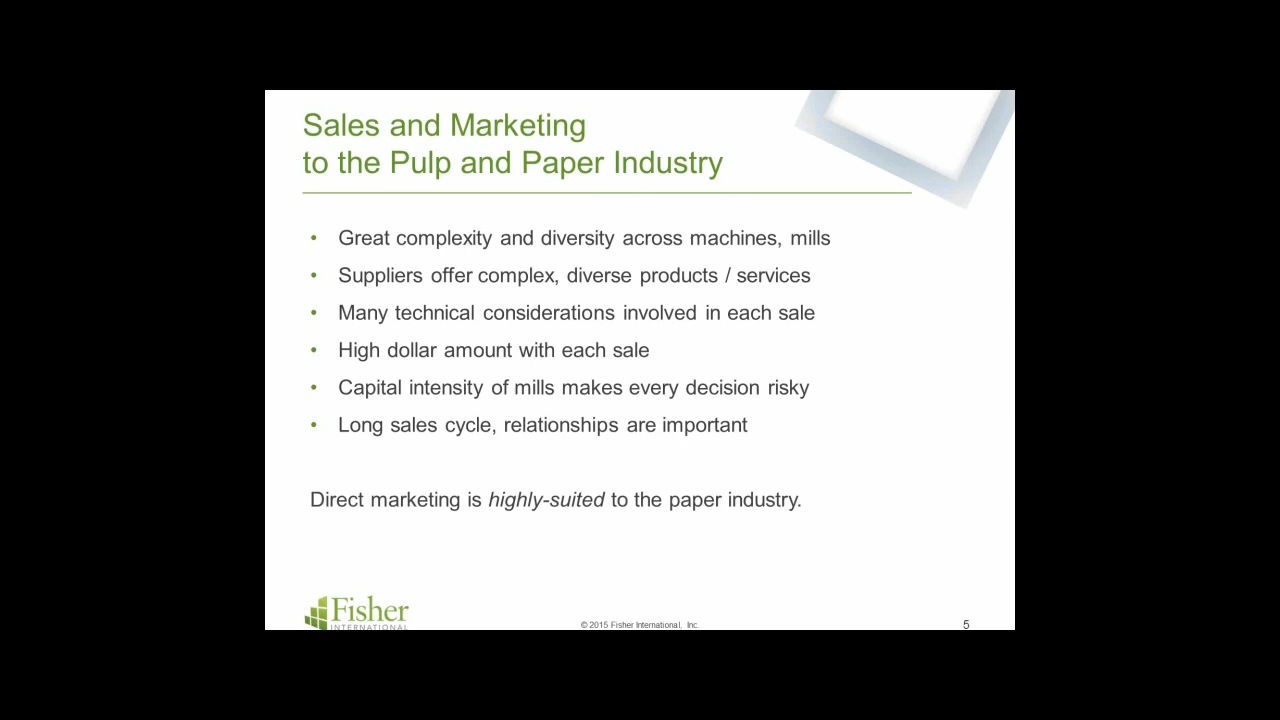 Sales and Marketing
to the Pulp and Paper Industry
• Great complexity and diversity across machines, mills
• Suppliers offer complex, diverse products / services
• Many technical considerations involved in each sale
• High dollar amount with each sale
• Capital intensity of mills makes every decision risky
• Long sales cycle, relationships are important
Direct marketing is highly-suited to the paper industry.
Fisher
INTERNATIONAL
© 2015 Fisher International, Inc.
5